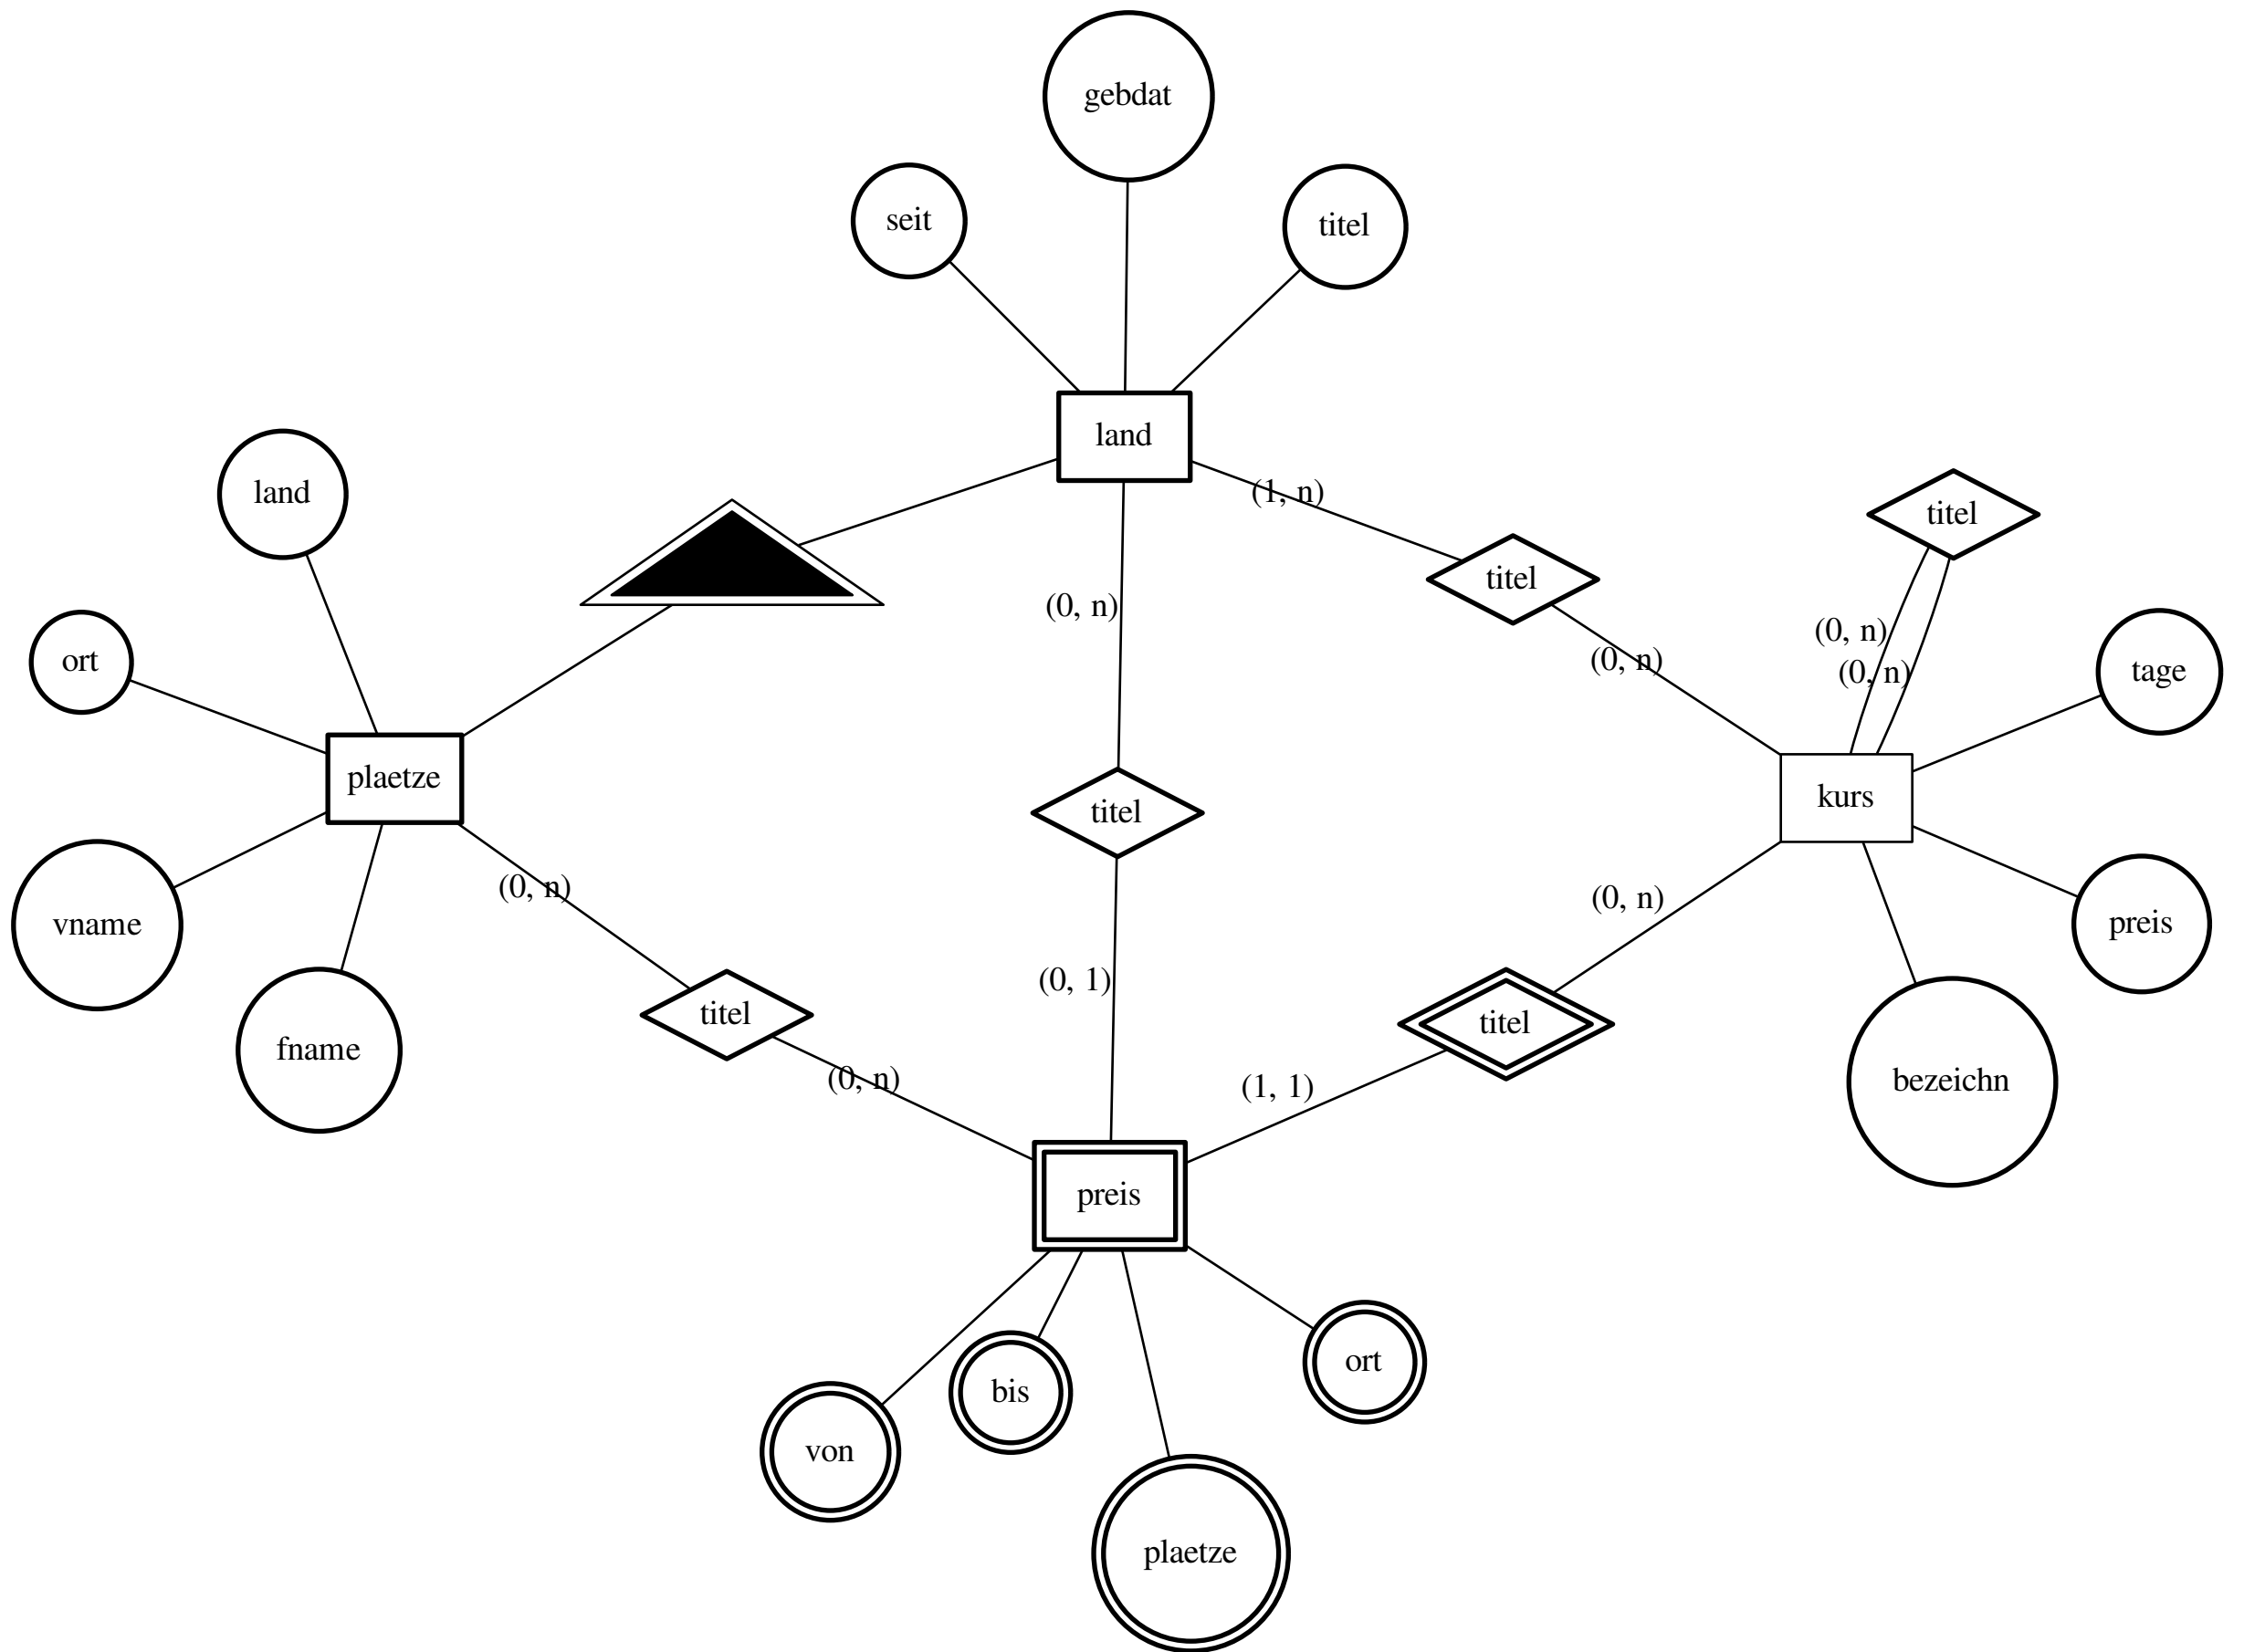 gebdat
seit
titel
land
(1, n)
land
titel
titel
(0, n)
(0, n)
ort
(0, n)
tage
(0, n)
plaetze
kurs
titel
(0, n)
(0, n)
vname
preis
(0, 1)
titel
titel
fname
(0, n)
(1, 1)
bezeichn
preis
ort
bis
von
plaetze